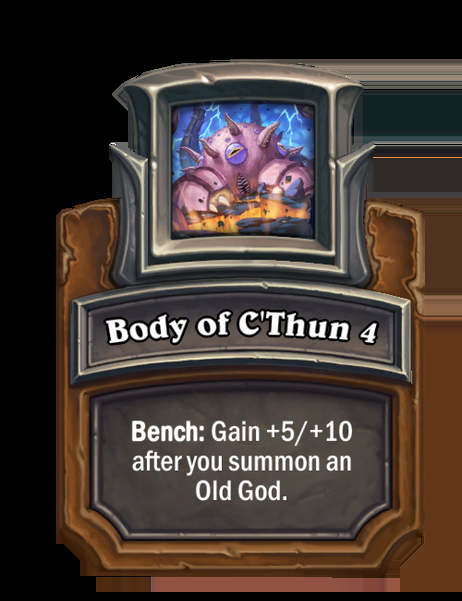 Body of C'Thun 4
Bench: Gain +5/+10
after you summon an
Old God.